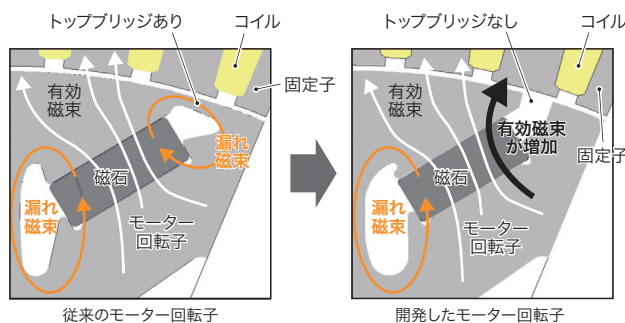 トップブリッジあり
コイル
固定子
有効
磁束
漏れ
磁束
磁石
漏れ
磁束
モーター
回転子
従来のモーター回転子
トップブリッジなし
コイル
固定子
有効
磁束
有効磁束
が増加
磁石
漏れ
磁束
モーター
回転子
開発したモーター回転子